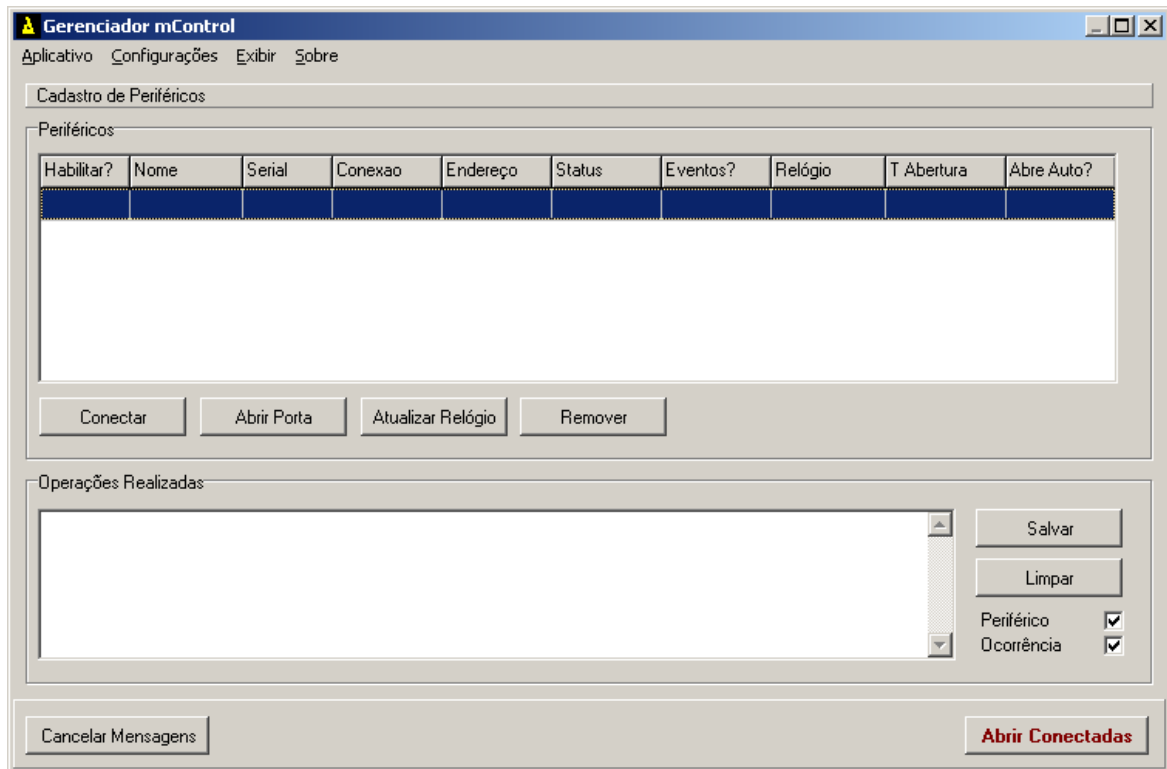 Gerenciador mControl
Aplicativo Configurações Exibir Sobre
Cadastro de Periféricos
Periféricos
Habilitar? Nome Serial Conexao Endereço Status Eventos? Relógio T Abertura Abre Auto?
Conectar Abrir Porta Atualizar Relógio Remover
Operações Realizadas
Salvar
Limpar
Periférico
Ocorrência
Cancelar Mensagens Abrir Conectadas